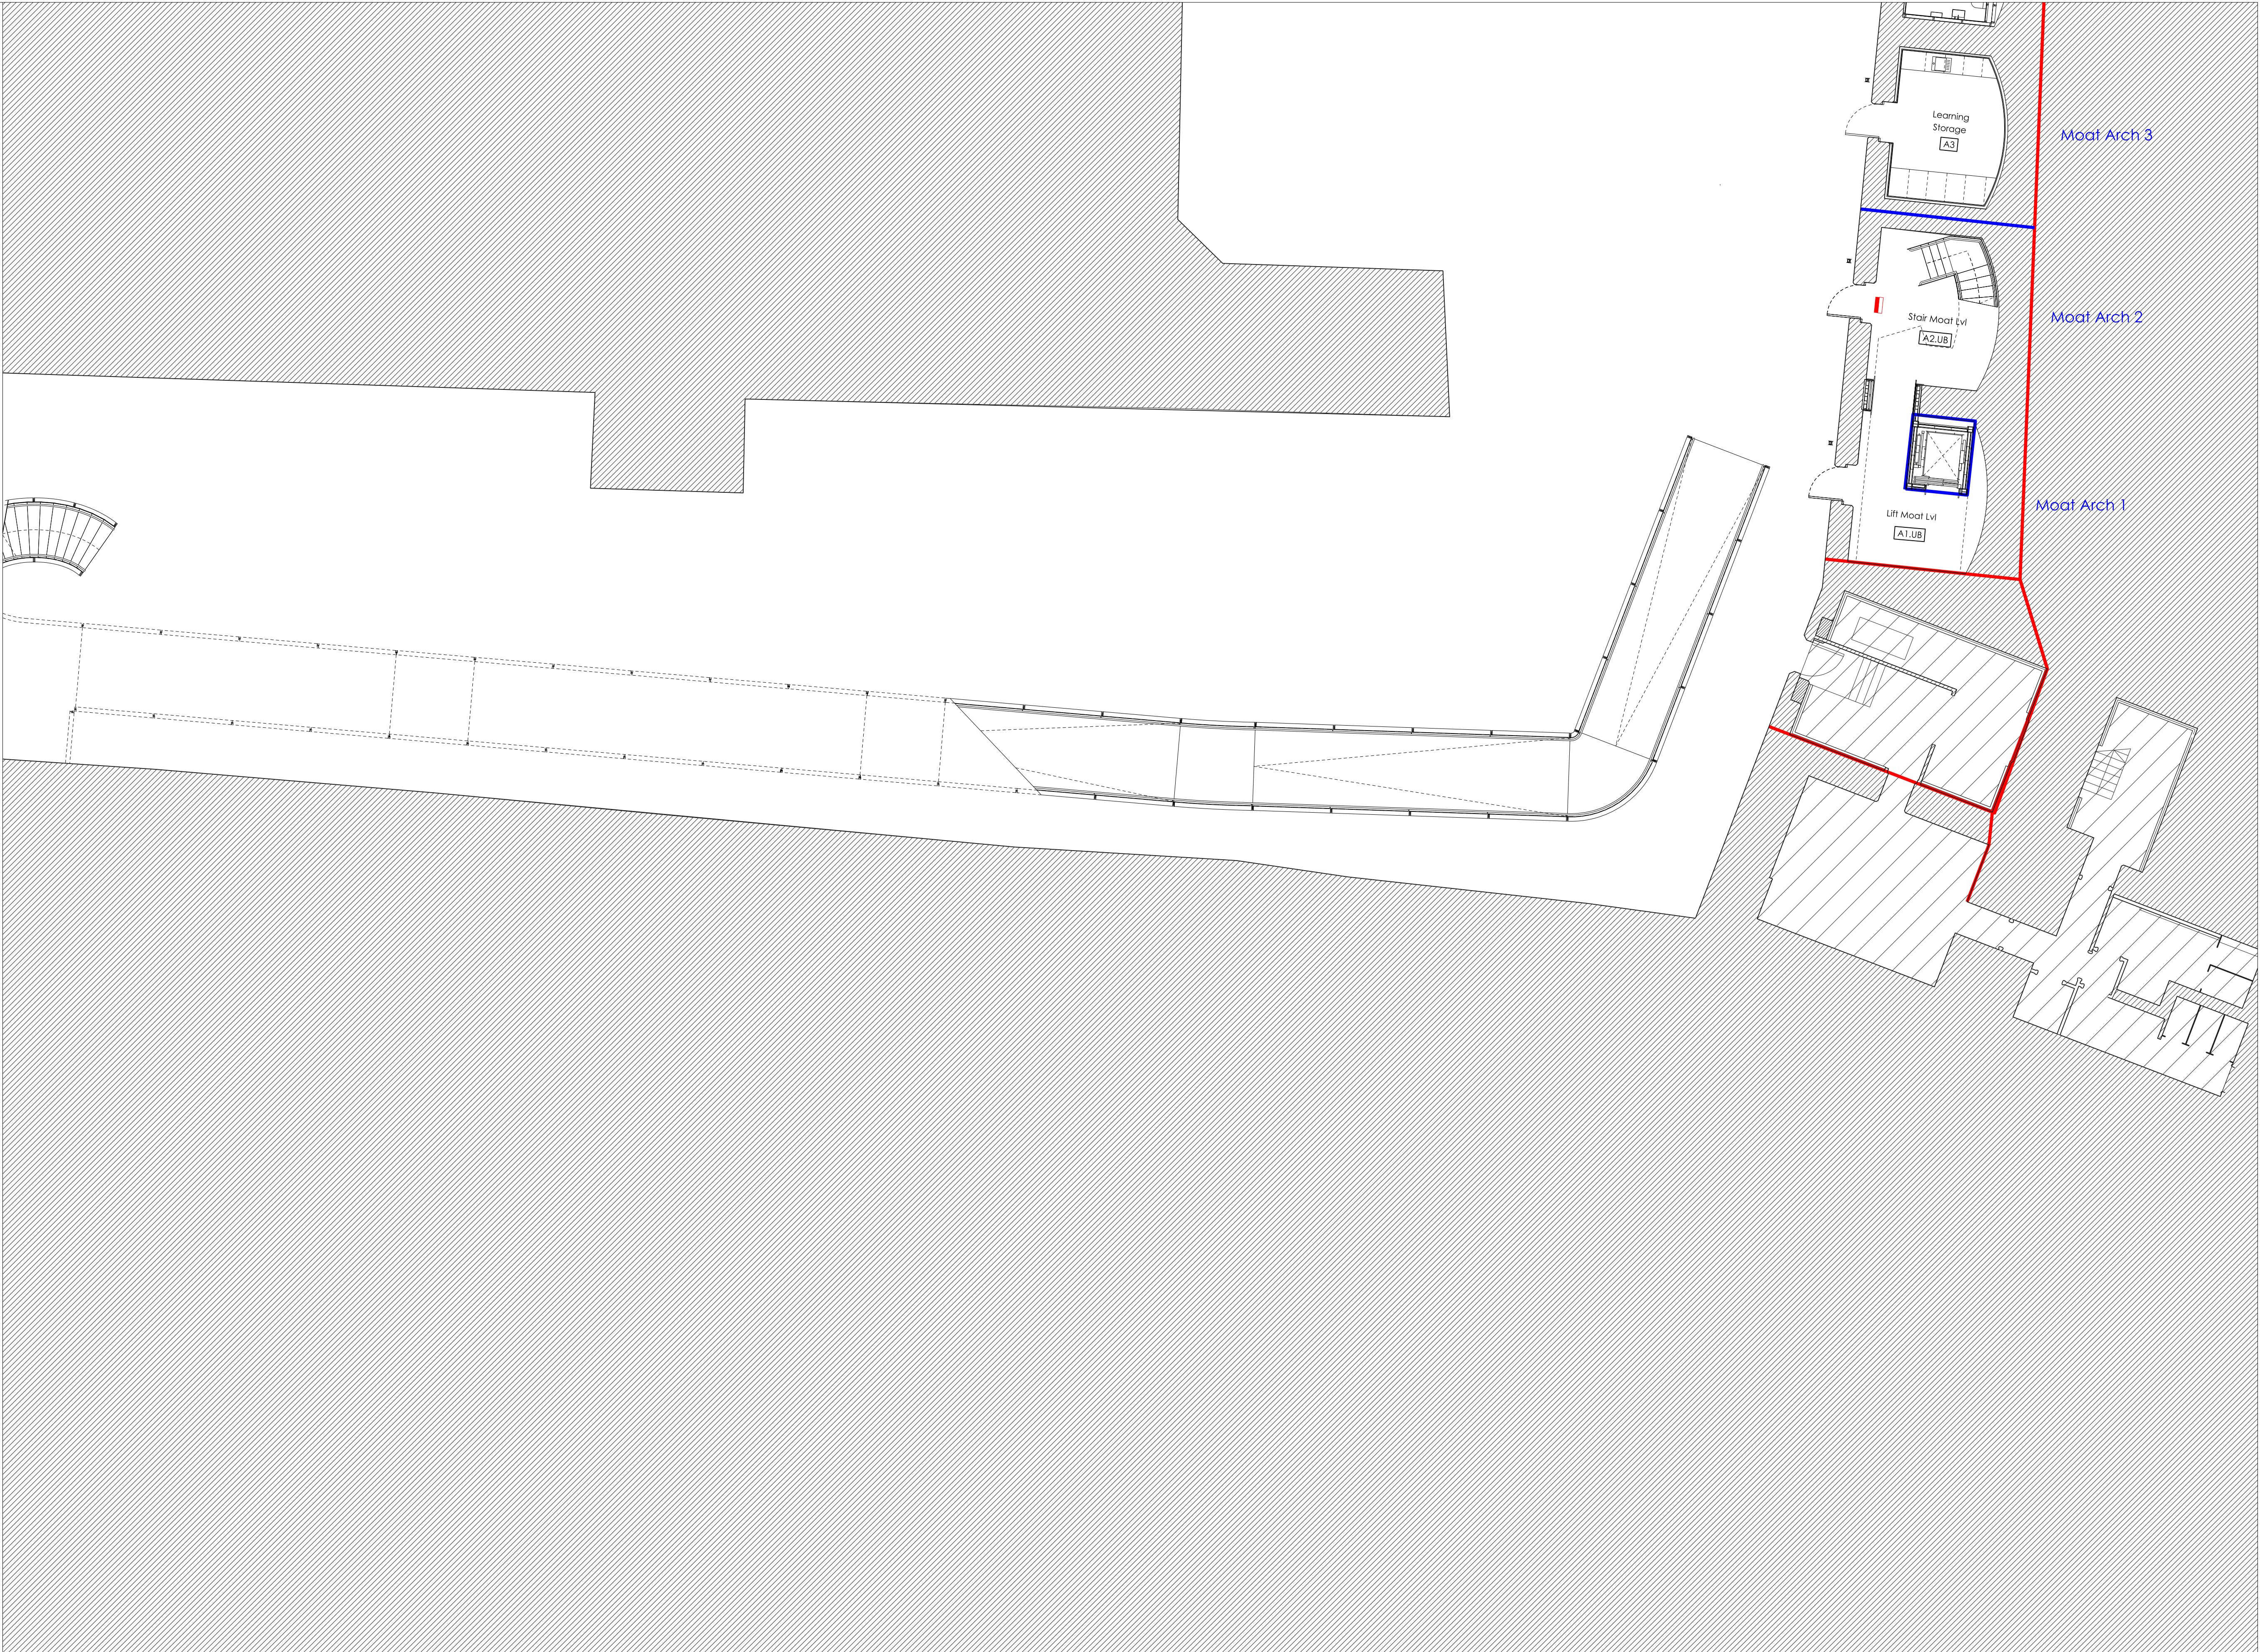 Learning
Storage
A3
Moat Arch 3
Stair Moat Lvl
A2.UB
Moat Arch 2
Lift Moat Lvl
A1.UB
Moat Arch 1